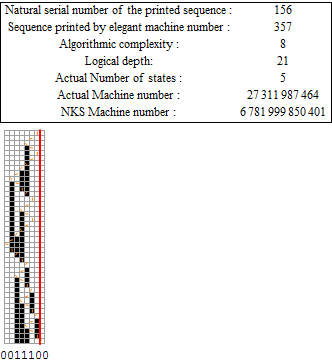 Natural serial number of the printed sequence : 156
Sequence printed by elegant machine number : 357
Algorithmic complexity : 8
Logical depth: 21
Actual Number of states : 5
Actual Machine number : 27 311 987 464
NKS Machine number : 6 781 999 850 401
0011100